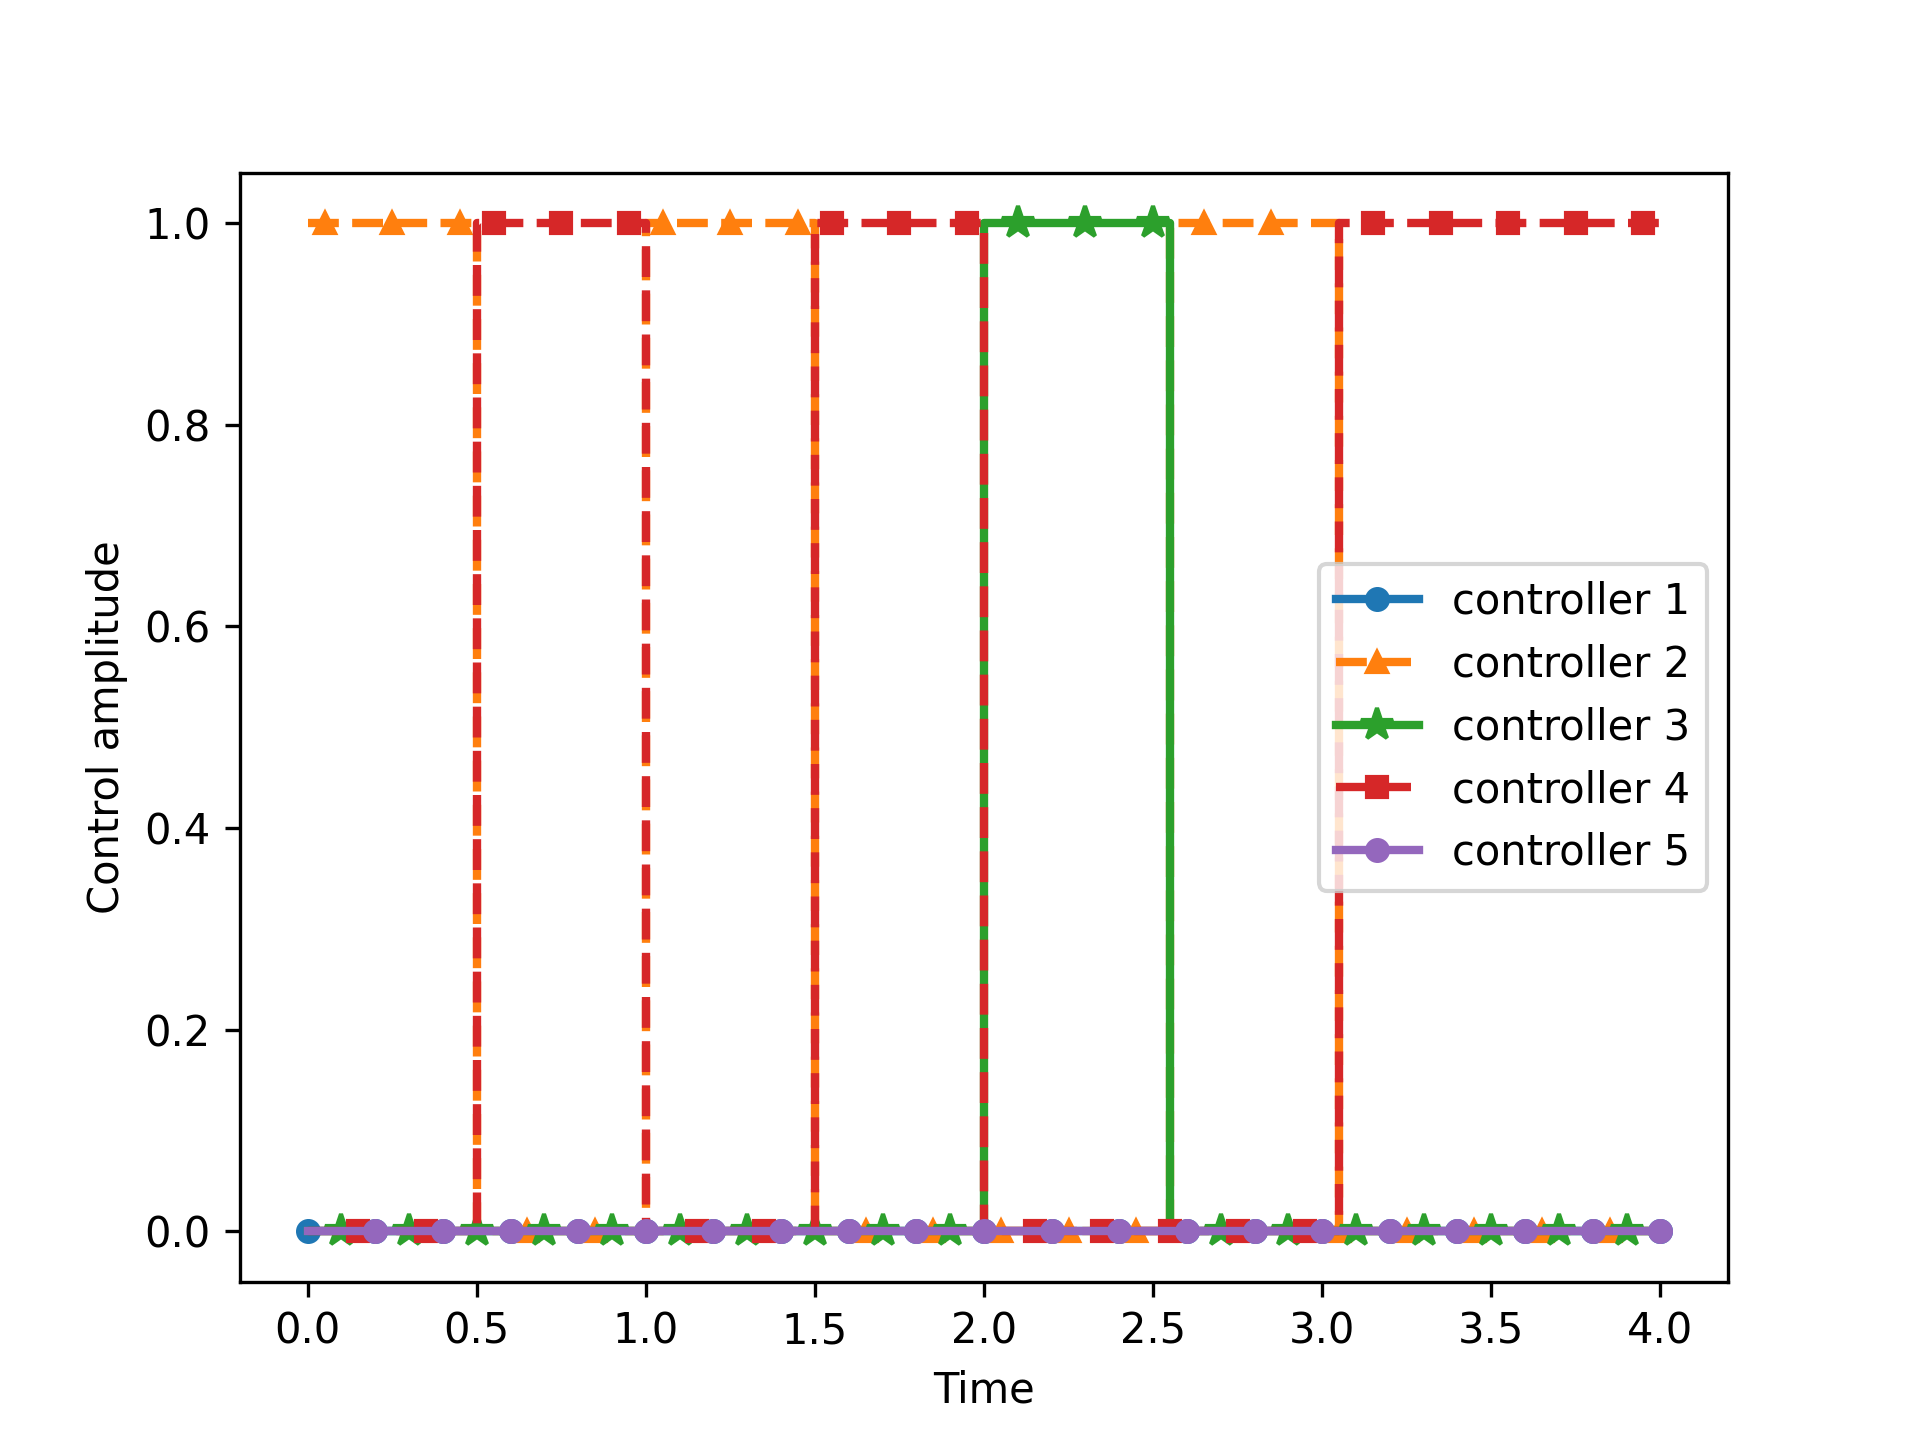 1.0
0.8
0.6
0.4
0.2
0.0
Control amplitude
controller 1
controller 2
controller 3
controller 4
controller 5
0.0 0.5 1.0 1.5 2.0 2.5 3.0 3.5 4.0
Time